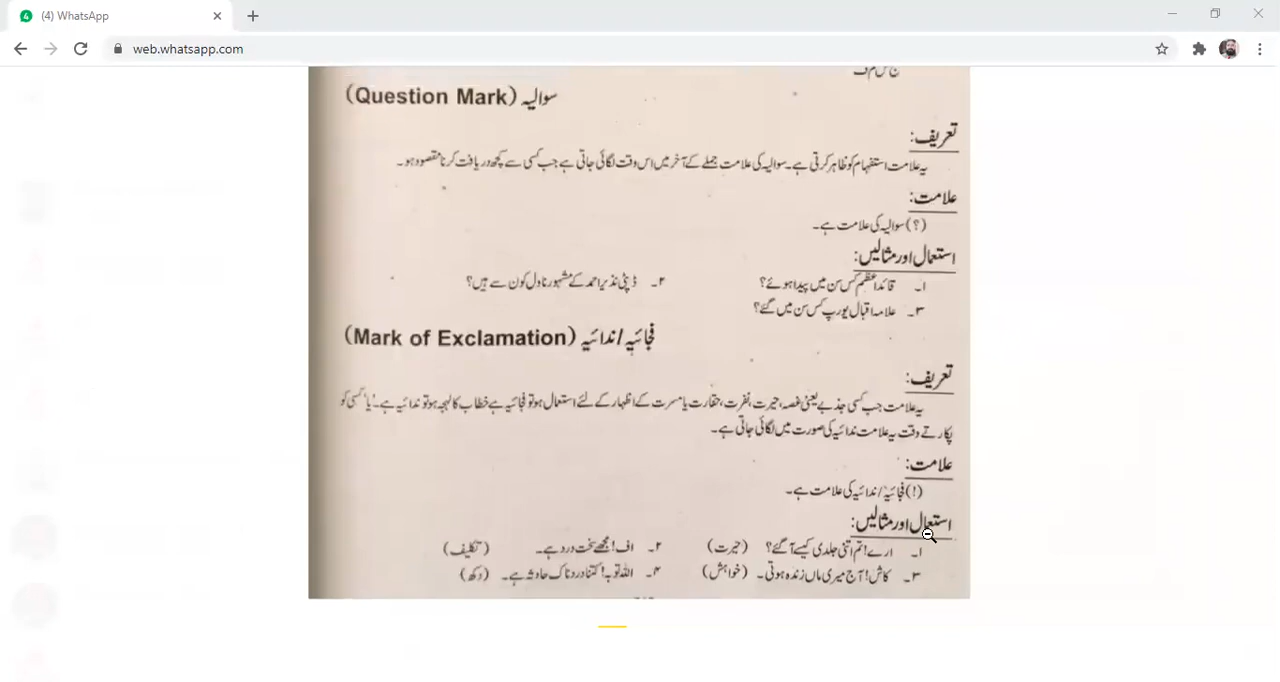 (4) WhatsApp
web.whatsapp.com
سوالیہ (Question Mark)
تعریف:
یہ علامت استفہام کو ظاہر کرتی ہے۔ سوالیہ کی علامت جملے کے آخر میں اس وقت لگائی جاتی ہے جب کسی سے کچھ دریافت کرنا مقصود ہو۔
علامت:
(؟) سوالیہ کی علامت ہے۔
استعمال اور مثالیں:
۱۔ قائداعظم کس سن میں پیدا ہوئے؟ ۲۔ ڈپٹی نذیر احمد کے مشہور ناول کون سے ہیں؟
۳۔ علامہ اقبال یورپ کس سن میں گئے؟
فجائیہ/ندائیہ (Mark of Exclamation)
تعریف:
یہ علامت جب کسی جذبے یعنی غصہ، حیرت، نفرت، حقارت یا مسرت کے اظہار کے لئے استعمال ہو تو فجائیہ ہے خطاب کا لہجہ ہو تو ندائیہ ہے۔ 'یا' کسی کو
پکارتے وقت یہ علامت ندائیہ کی صورت میں لگائی جاتی ہے۔
علامت:
(!) فجائیہ/ندائیہ کی علامت ہے۔
استعمال اور مثالیں:
۱۔ ارے! تم اتنی جلدی کیسے آ گئے؟ (حیرت) ۲۔ اف! مجھے سخت درد ہے۔ (تکلیف)
۳۔ کاش! آج میری ماں زندہ ہوتی۔ (خواہش) ۴۔ اللہ توبہ! کتنا دردناک حادثہ ہے۔ (دکھ)